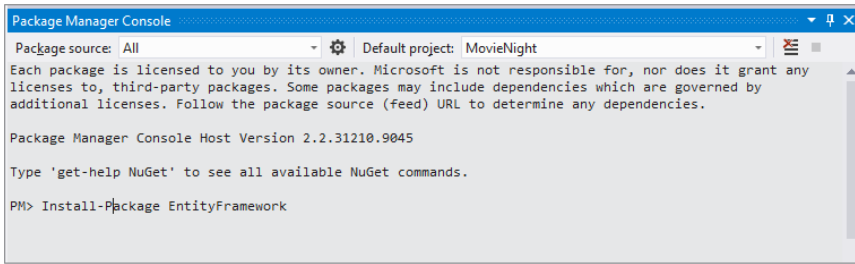 Package Manager Console
Package source: All Default project: MovieNight
Each package is licensed to you by its owner. Microsoft is not responsible for, nor does it grant any
licenses to, third-party packages. Some packages may include dependencies which are governed by
additional licenses. Follow the package source (feed) URL to determine any dependencies.
Package Manager Console Host Version 2.2.31210.9045
Type 'get-help NuGet' to see all available NuGet commands.
PM> Install-Package EntityFramework